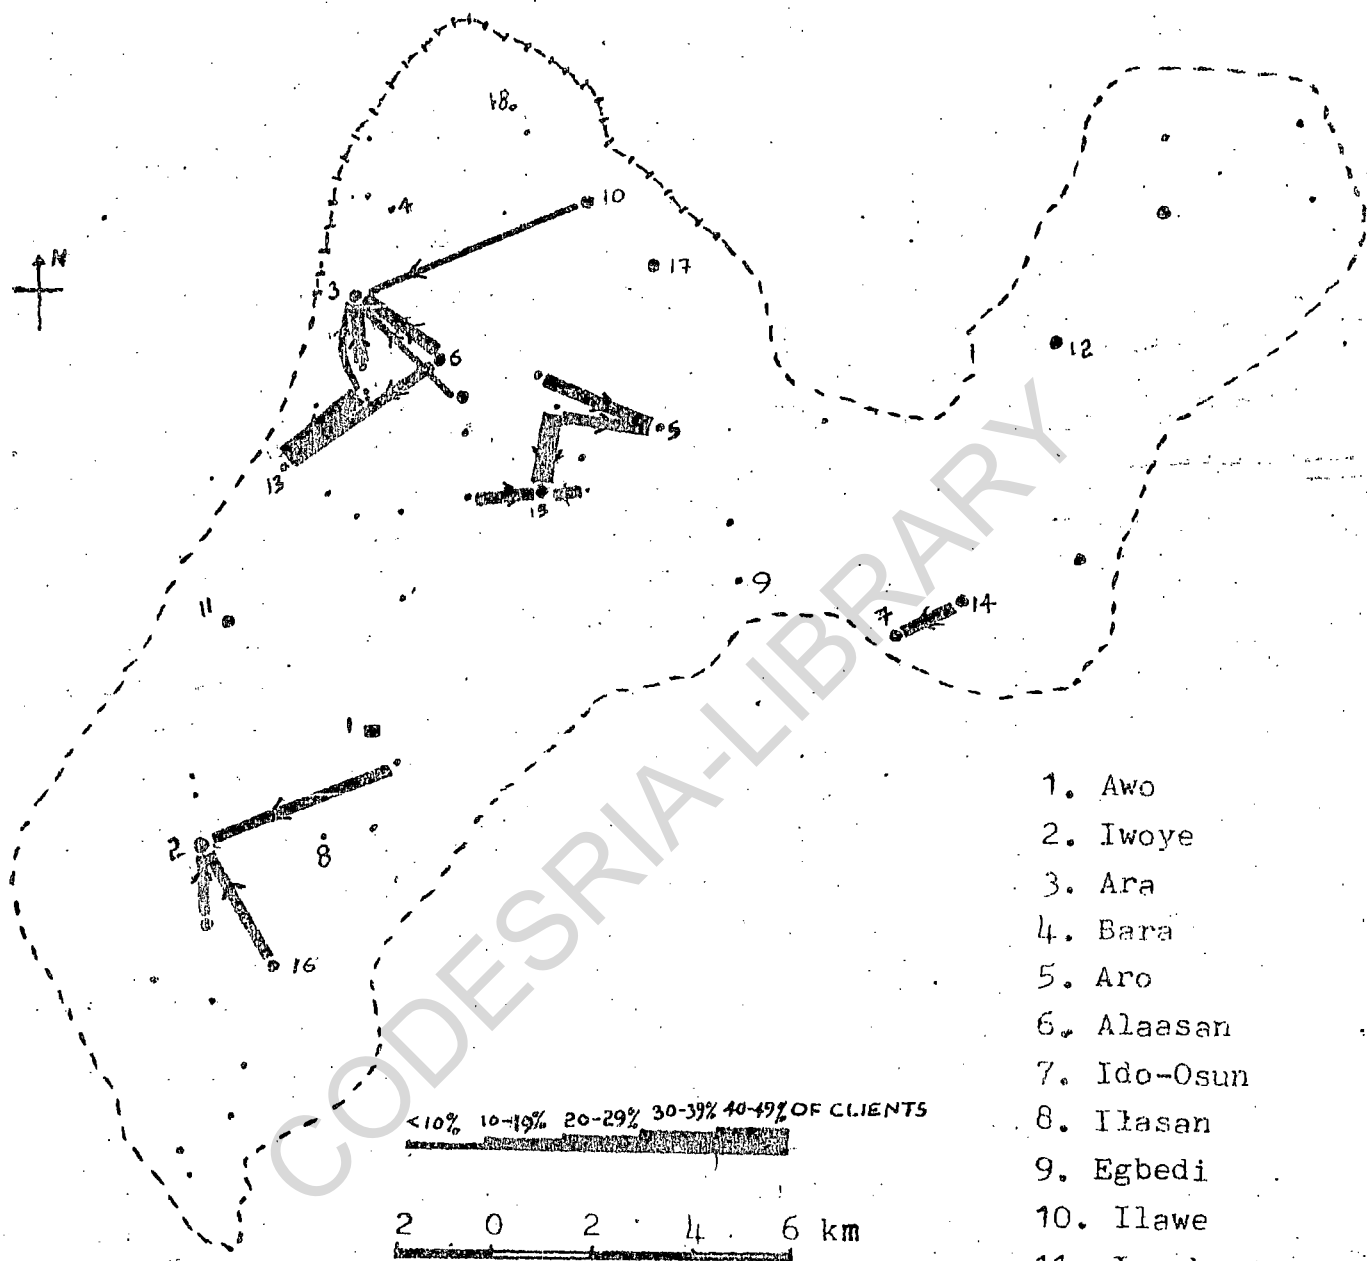 18.
4
10
N
17
3
12
6
5
13
15
9
11
14
7
1
2
8
16
1. Awo
2. Iwoye
3. Ara
4. Bara
5. Aro
6. Alaasan
7. Ido-Osun
8. Ilasan
9. Egbedi
10. Ilawe
<10% 10-19% 20-29% 30-39% 40-49% OF CLIENTS
2 0 2 4 6 km
CODESRIA-LIBRARY